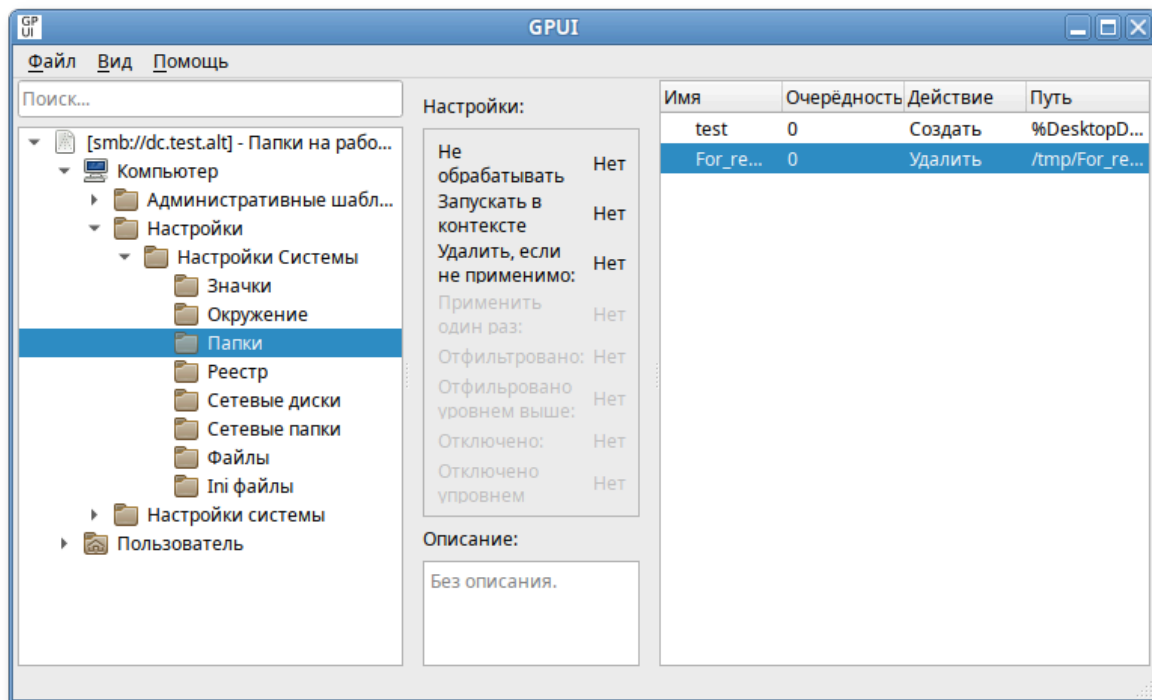 GP
UI
GPUI
Файл Вид Помощь
Поиск...
[smb://dc.test.alt] - Папки на рабо...
Компьютер
Административные шабл...
Настройки
Настройки Системы
Значки
Окружение
Папки
Реестр
Сетевые диски
Сетевые папки
Файлы
Ini файлы
Настройки системы
Пользователь
Настройки:
Не
обрабатывать Нет
Запускать в
контексте Нет
Удалить, если
не применимо: Нет
Применить
один раз: Нет
Отфильтровано: Нет
Отфильровано
уровнем выше: Нет
Отключено: Нет
Отключено
упровнем Нет
Описание:
Без описания.
Имя Очерёдность Действие Путь
test 0 Создать %DesktopD...
For_re... 0 Удалить /tmp/For_re...